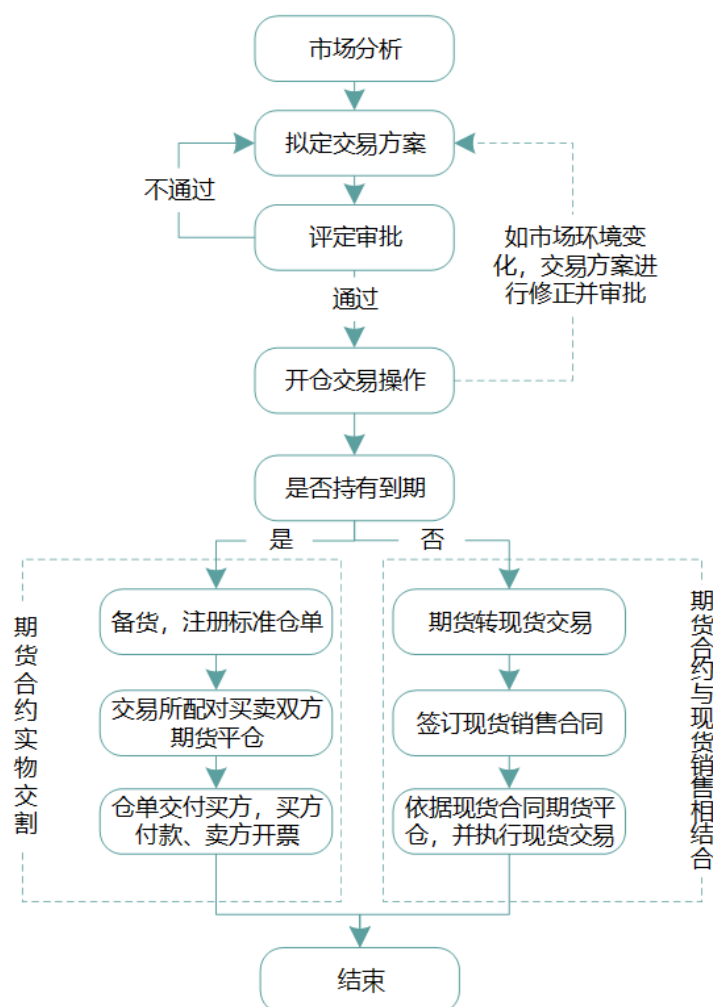 市场分析
拟定交易方案
不通过
评定审批
如市场环境变
化，交易方案进
行修正并审批
通过
开仓交易操作
是否持有到期
是
否
期货合约实物交割
备货，注册标准仓单
交易所配对买卖双方
期货平仓
仓单交付买方，买方
付款、卖方开票
期货转现货交易
签订现货销售合同
依据现货合同期货平
仓，并执行现货交易
期货合约与现货销售相结合
结束